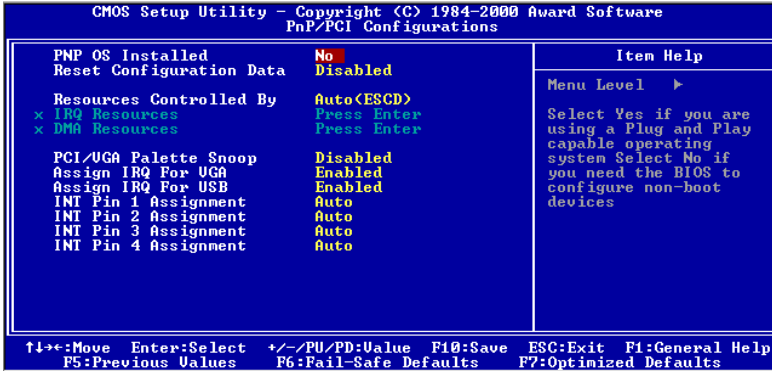 CMOS Setup Utility – Copyright (C) 1984-2000 Award Software
PnP/PCI Configurations
PNP OS Installed No
Reset Configuration Data Disabled
Resources Controlled By Auto(ESCD)
x IRQ Resources Press Enter
x DMA Resources Press Enter
PCI/VGA Palette Snoop Disabled
Assign IRQ For VGA Enabled
Assign IRQ For USB Enabled
INT Pin 1 Assignment Auto
INT Pin 2 Assignment Auto
INT Pin 3 Assignment Auto
INT Pin 4 Assignment Auto
Item Help
Menu Level ►
Select Yes if you are
using a Plug and Play
capable operating
system Select No if
you need the BIOS to
configure non-boot
devices
↑↓→←:Move Enter:Select +/-/PU/PD:Value F10:Save ESC:Exit F1:General Help
F5:Previous Values F6:Fail-Safe Defaults F7:Optimized Defaults